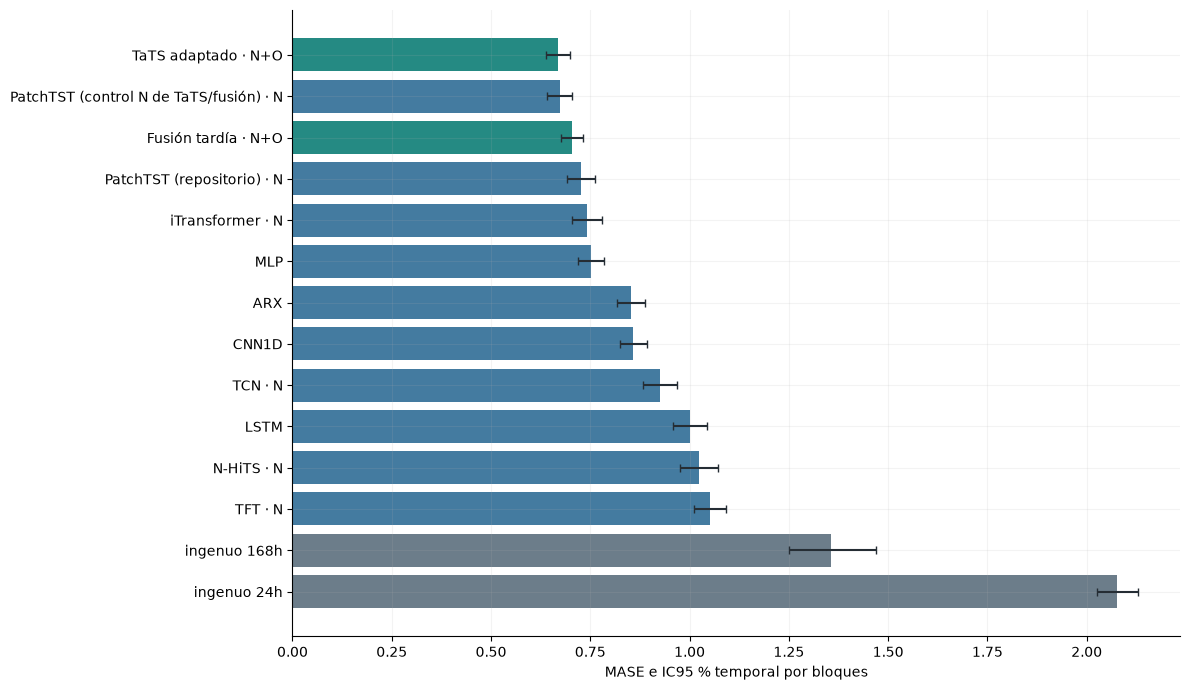 TaTS adaptado · N+O
PatchTST (control N de TaTS/fusión) · N
Fusión tardía · N+O
PatchTST (repositorio) · N
iTransformer · N
MLP
ARX
CNN1D
TCN · N
LSTM
N-HiTS · N
TFT · N
ingenuo 168h
ingenuo 24h
0.00 0.25 0.50 0.75 1.00 1.25 1.50 1.75 2.00
MASE e IC95 % temporal por bloques